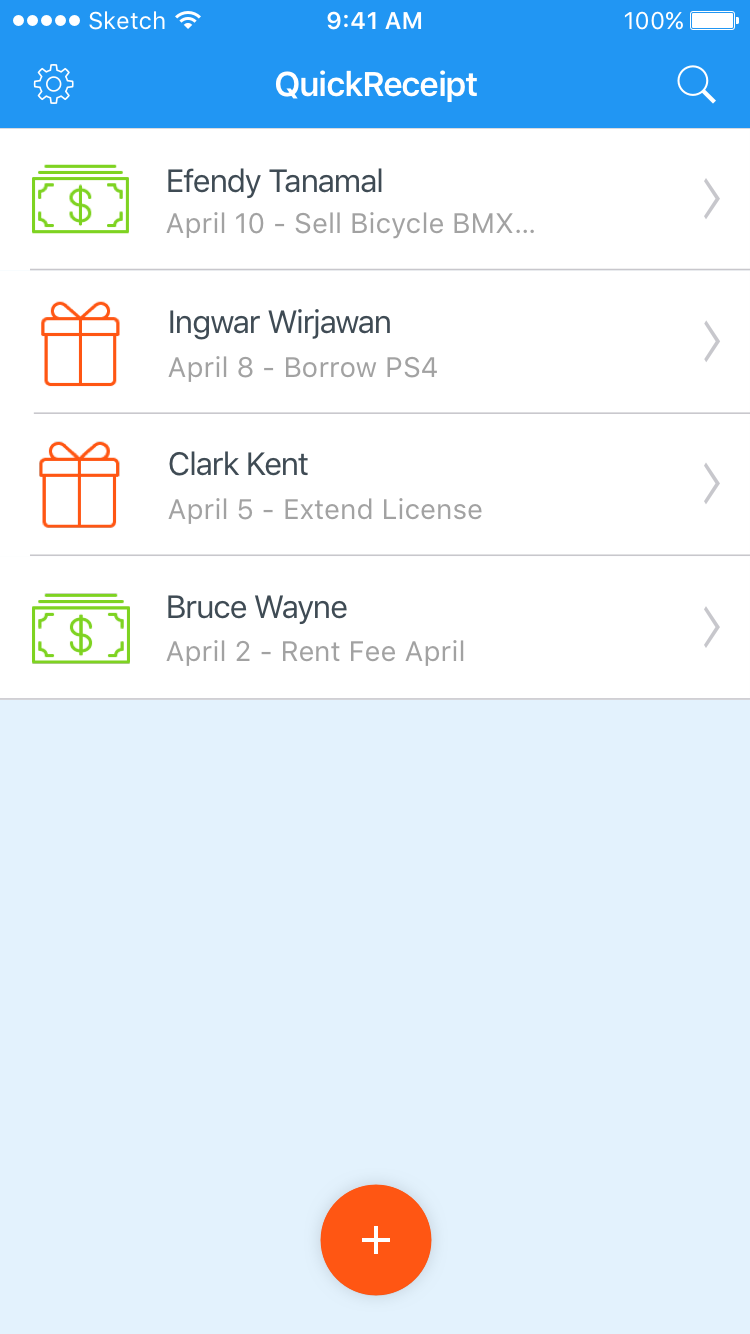 Sketch 9:41 AM 100%
QuickReceipt
Efendy Tanamal
April 10 - Sell Bicycle BMX...
Ingwar Wirjawan
April 8 - Borrow PS4
Clark Kent
April 5 - Extend License
Bruce Wayne
April 2 - Rent Fee April